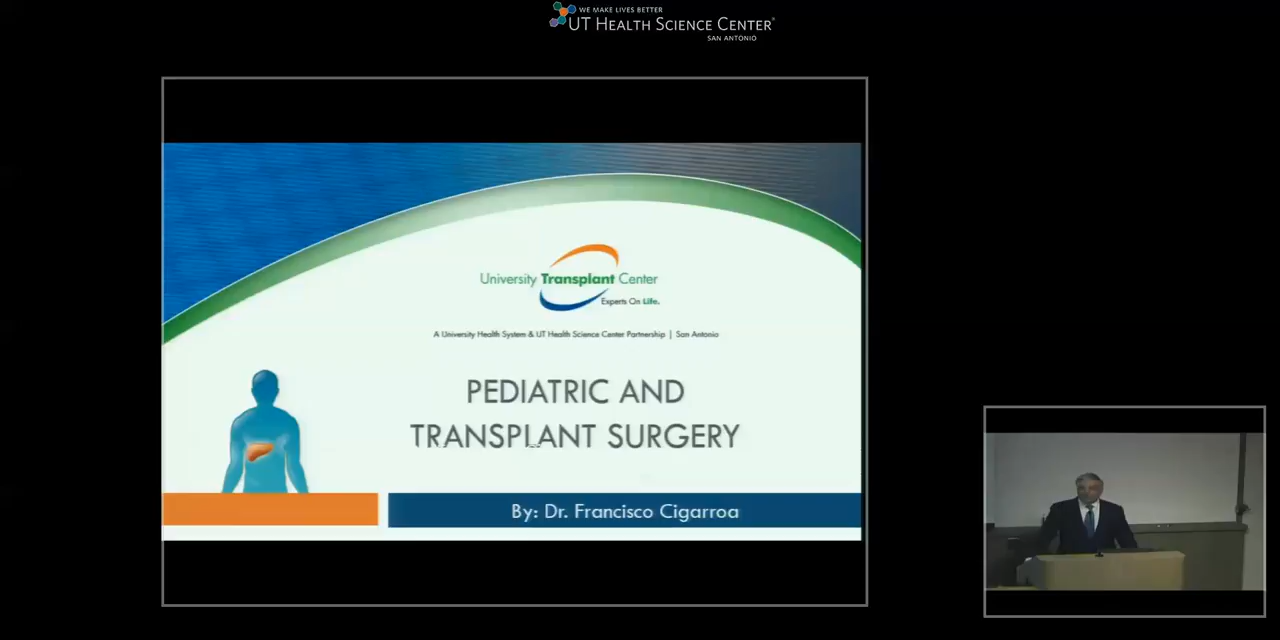 WE MAKE LIVES BETTER
UT HEALTH SCIENCE CENTER®
SAN ANTONIO
University Transplant Center
Experts On Life.
A University Health System & UT Health Science Center Partnership | San Antonio
PEDIATRIC AND
TRANSPLANT SURGERY
By: Dr. Francisco Cigarroa